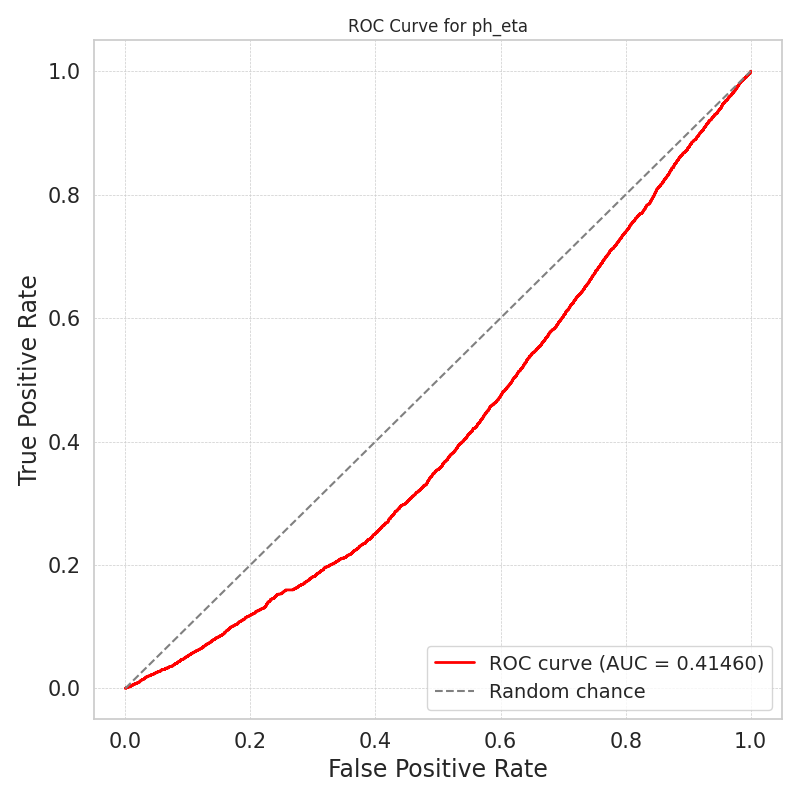 ROC Curve for ph_eta
1.0
0.8
0.6
0.4
0.2
0.0
True Positive Rate
ROC curve (AUC = 0.41460)
Random chance
0.0 0.2 0.4 0.6 0.8 1.0
False Positive Rate